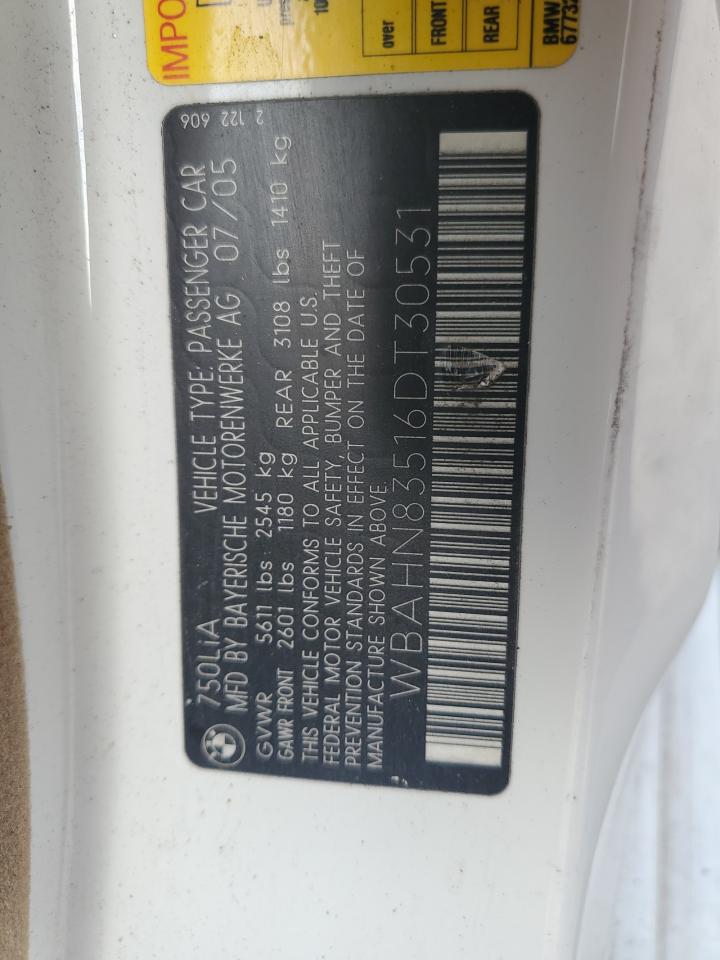 IMPO
over
FRONT
REAR
BMW
750LiA VEHICLE TYPE: PASSENGER CAR 2 122 606
MFD BY BAYERISCHE MOTORENWERKE AG 07/05
GVWR 5611 lbs 2545 kg
GAWR FRONT 2601 lbs 1180 kg REAR 3108 lbs 1410 kg
THIS VEHICLE CONFORMS TO ALL APPLICABLE U.S.
FEDERAL MOTOR VEHICLE SAFETY, BUMPER AND THEFT
PREVENTION STANDARDS IN EFFECT ON THE DATE OF
MANUFACTURE SHOWN ABOVE.
WBAHN83516DT30531